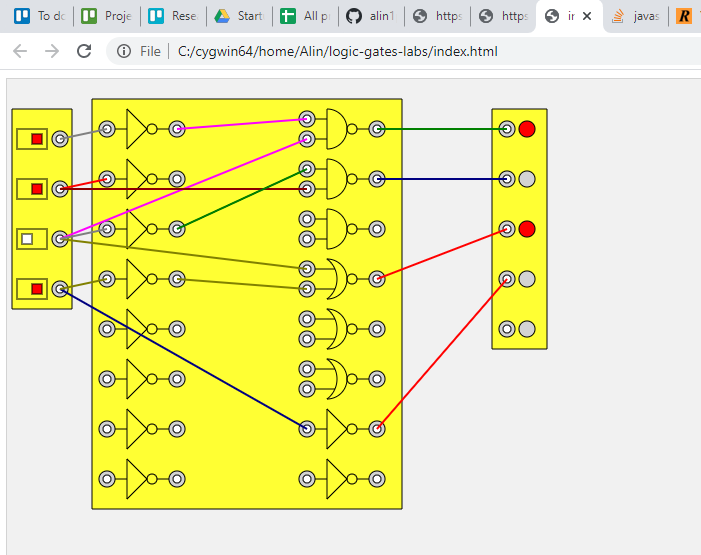 To do
Proje
Rese
Start
All p
alin1
https
https
ir
javas
R
File
C:/cygwin64/home/Alin/logic-gates-labs/index.html